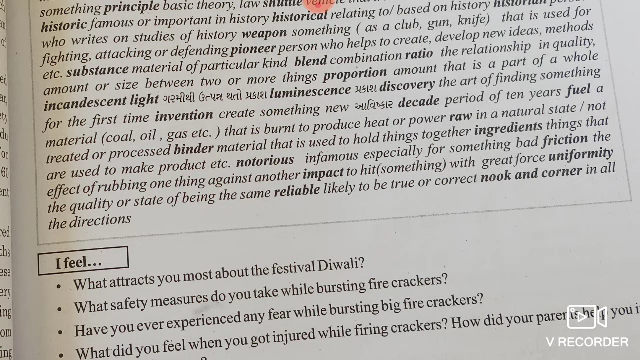 something principle basic theory, law shuttle vehicle that
historic famous or important in history historical relating to/ based on history historian person
who writes on studies of history weapon something ( as a club, gun, knife) that is used for
fighting, attacking or defending pioneer person who helps to create, develop new ideas, methods
etc. substance material of particular kind blend combination ratio the relationship in quality,
amount or size between two or more things proportion amount that is a part of a whole
incandescent light ગરમીથી ઉત્પન્ન થતો પ્રકાશ luminescence પ્રકાશ discovery the art of finding something
for the first time invention create something new આવિષ્કાર decade period of ten years fuel a
material (coal, oil , gas etc. ) that is burnt to produce heat or power raw in a natural state / not
treated or processed binder material that is used to hold things together ingredients things that
are used to make product etc. notorious infamous especially for something bad friction the
effect of rubbing one thing against another impact to hit(something) with great force uniformity
the quality or state of being the same reliable likely to be true or correct nook and corner in all
the directions
I feel...
• What attracts you most about the festival Diwali?
• What safety measures do you take while bursting fire crackers?
• Have you ever experienced any fear while bursting big fire crackers?
• What did you feel when you got injured while firing crackers? How did your parents help you i
V RECORDER